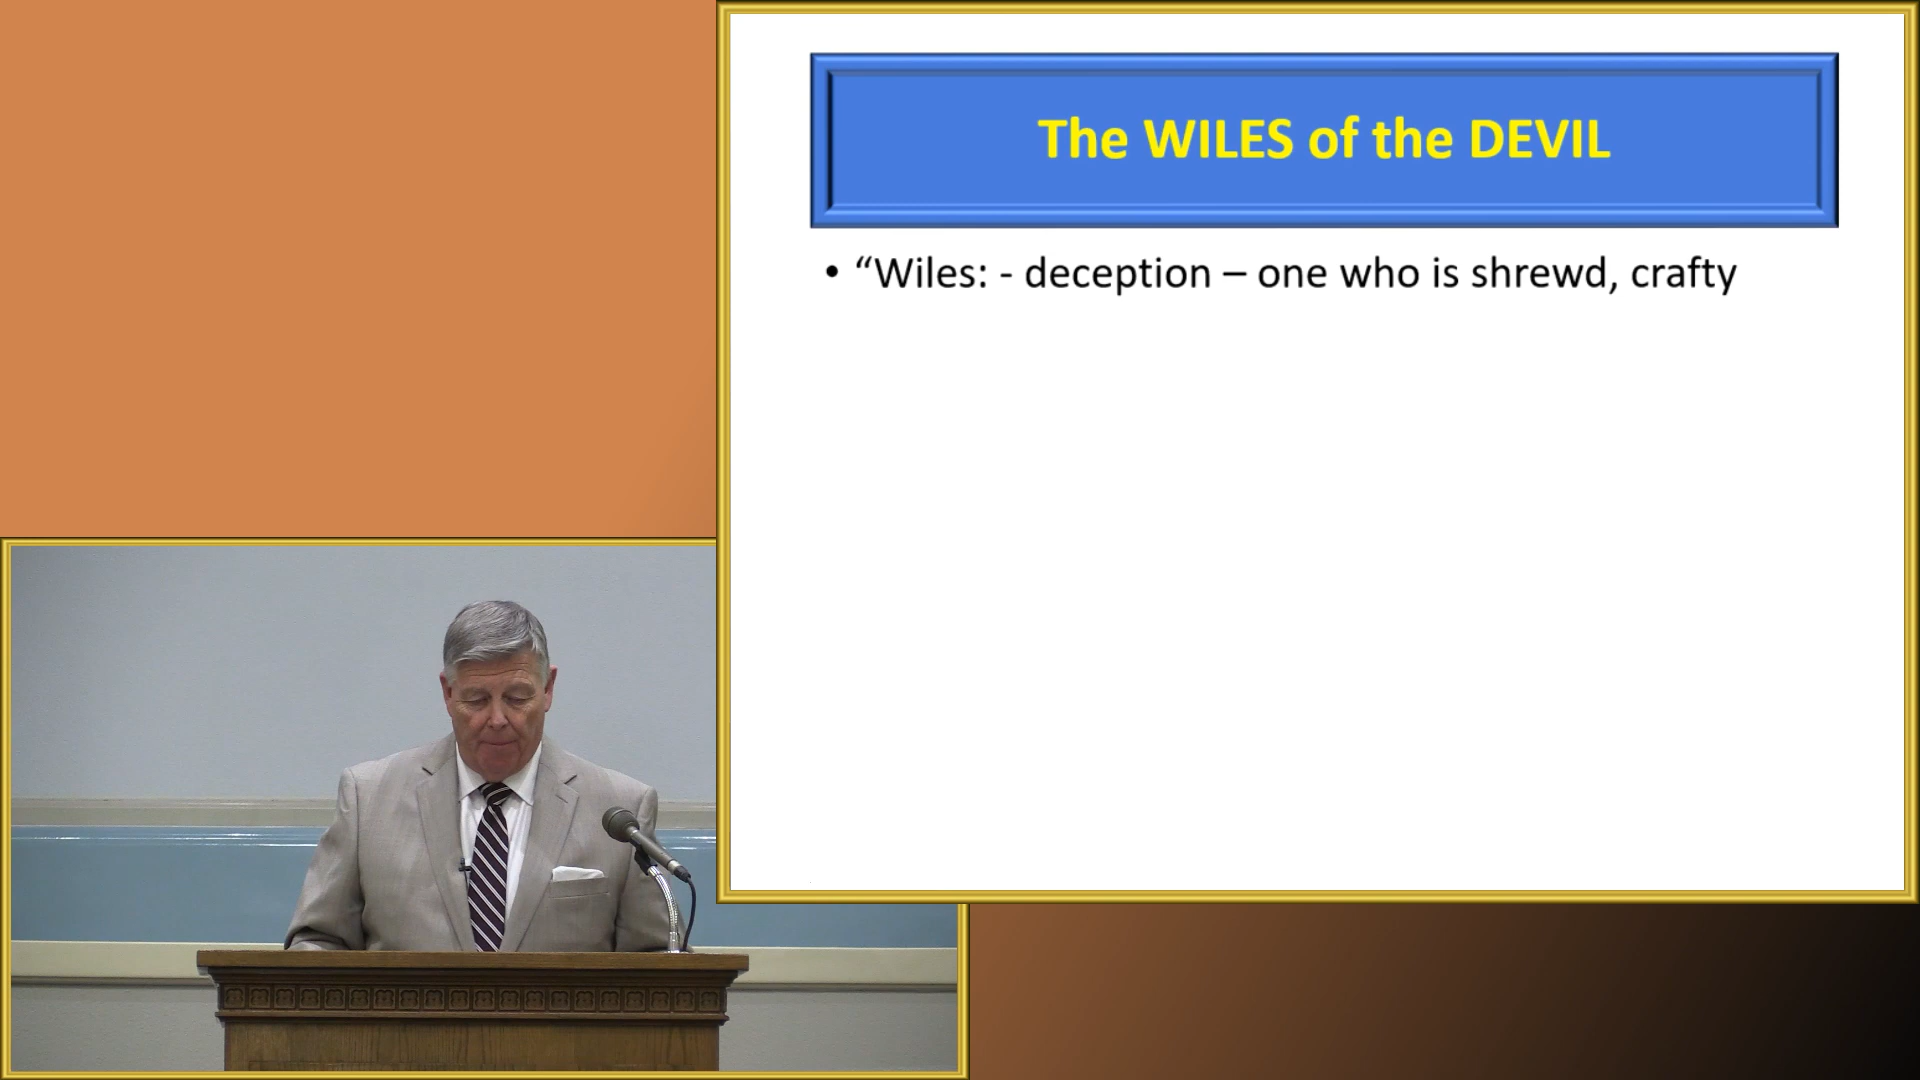 The WILES of the DEVIL
• “Wiles: - deception – one who is shrewd, crafty